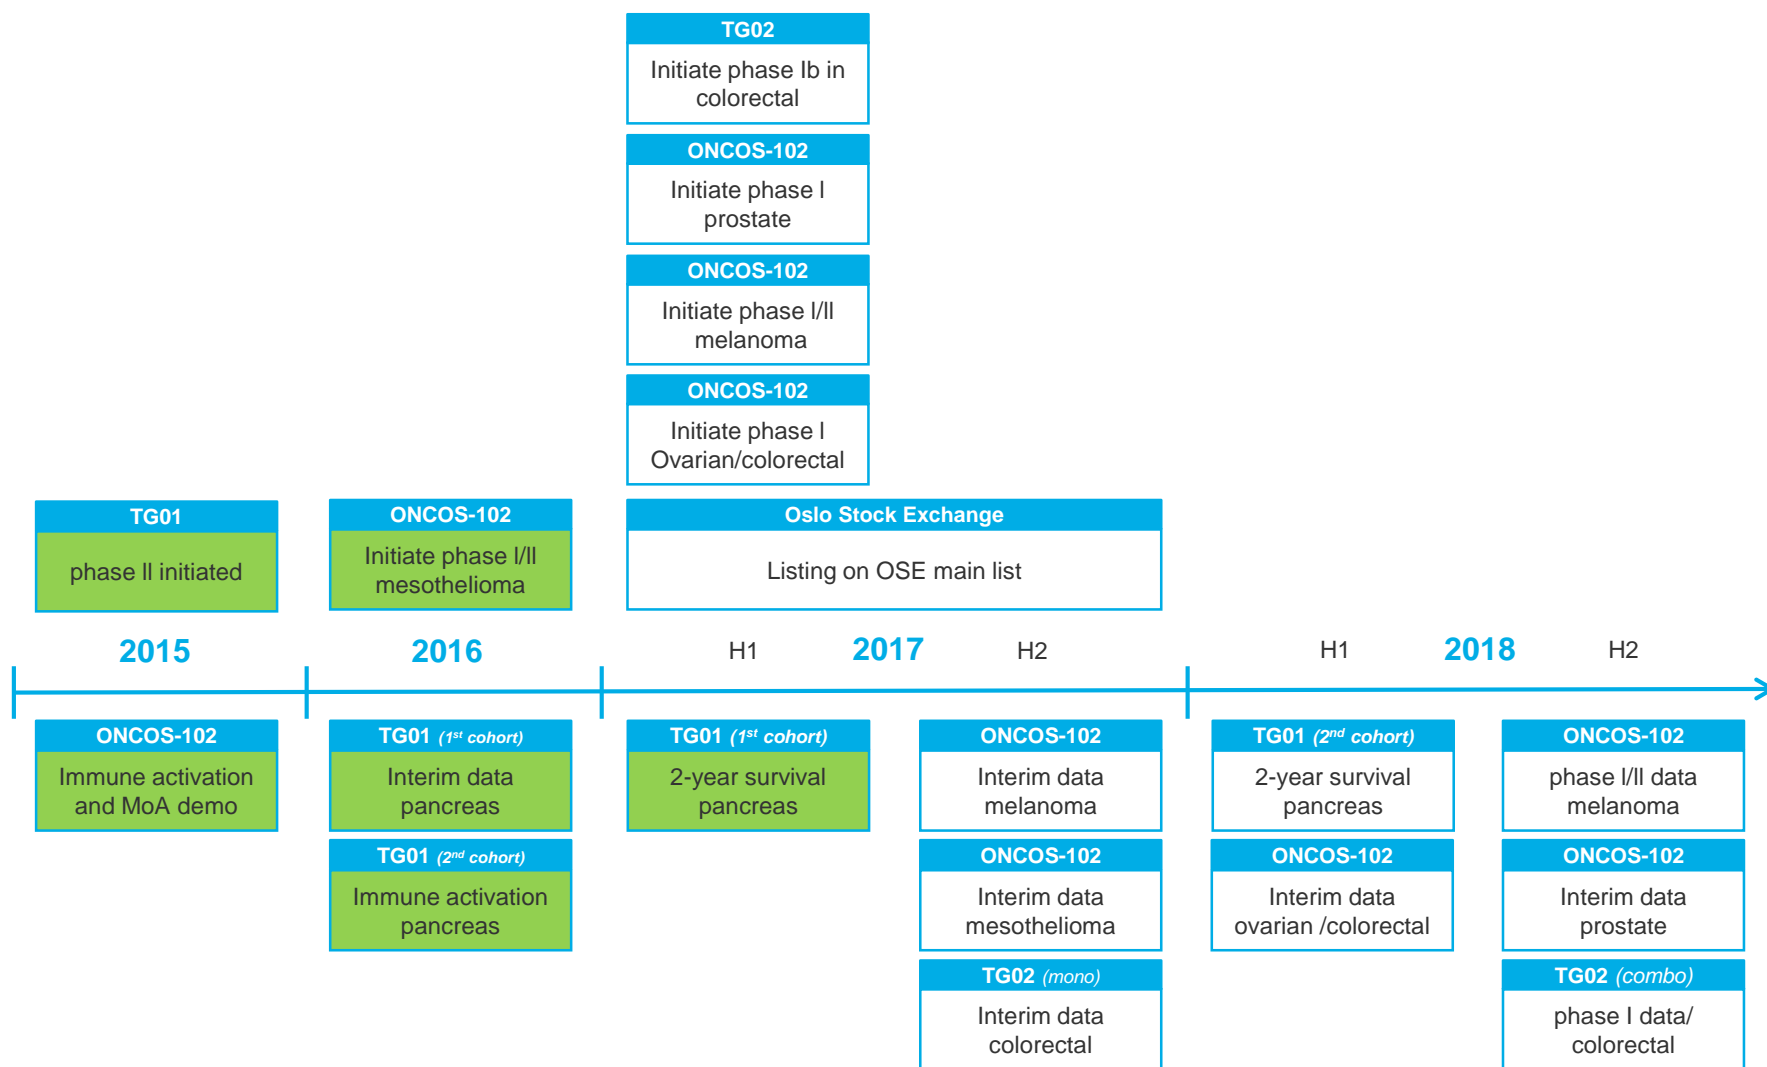 TG02
Initiate phase Ib in
colorectal
ONCOS-102
Initiate phase I
prostate
ONCOS-102
Initiate phase I/II
melanoma
ONCOS-102
Initiate phase I
Ovarian/colorectal
TG01
phase II initiated
ONCOS-102
Initiate phase I/II
mesothelioma
Oslo Stock Exchange
Listing on OSE main list
2015
2016
H1
2017
H2
H1
2018
H2
ONCOS-102
Immune activation
and MoA demo
TG01 (1st cohort)
Interim data
pancreas
TG01 (2nd cohort)
Immune activation
pancreas
TG01 (1st cohort)
2-year survival
pancreas
ONCOS-102
Interim data
melanoma
ONCOS-102
Interim data
mesothelioma
TG02 (mono)
Interim data
colorectal
TG01 (2nd cohort)
2-year survival
pancreas
ONCOS-102
Interim data
ovarian /colorectal
ONCOS-102
phase I/II data
melanoma
ONCOS-102
Interim data
prostate
TG02 (combo)
phase I data/
colorectal